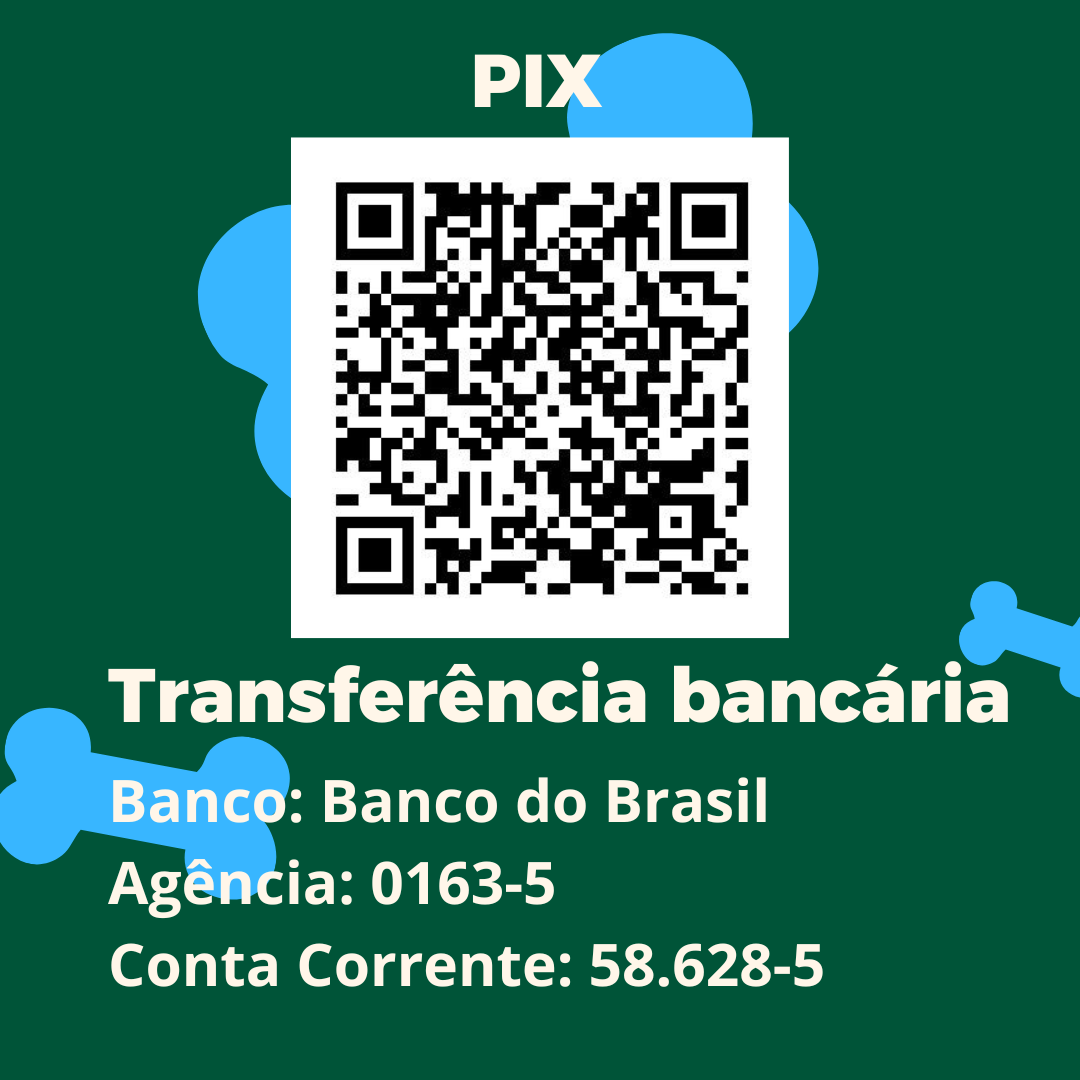 PIX
Transferência bancária
Banco: Banco do Brasil
Agência: 0163-5
Conta Corrente: 58.628-5